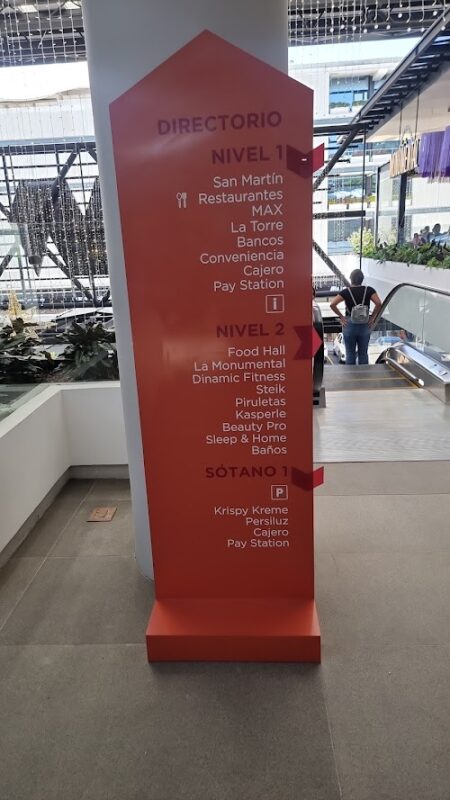 DIRECTORIO
NIVEL 1
San Martín
Restaurantes
MAX
La Torre
Bancos
Conveniencia
Cajero
Pay Station
i
NIVEL 2
Food Hall
La Monumental
Dinamic Fitness
Steik
Piruletas
Kasperle
Beauty Pro
Sleep & Home
Baños
SÓTANO 1
P
Krispy Kreme
Persiluz
Cajero
Pay Station